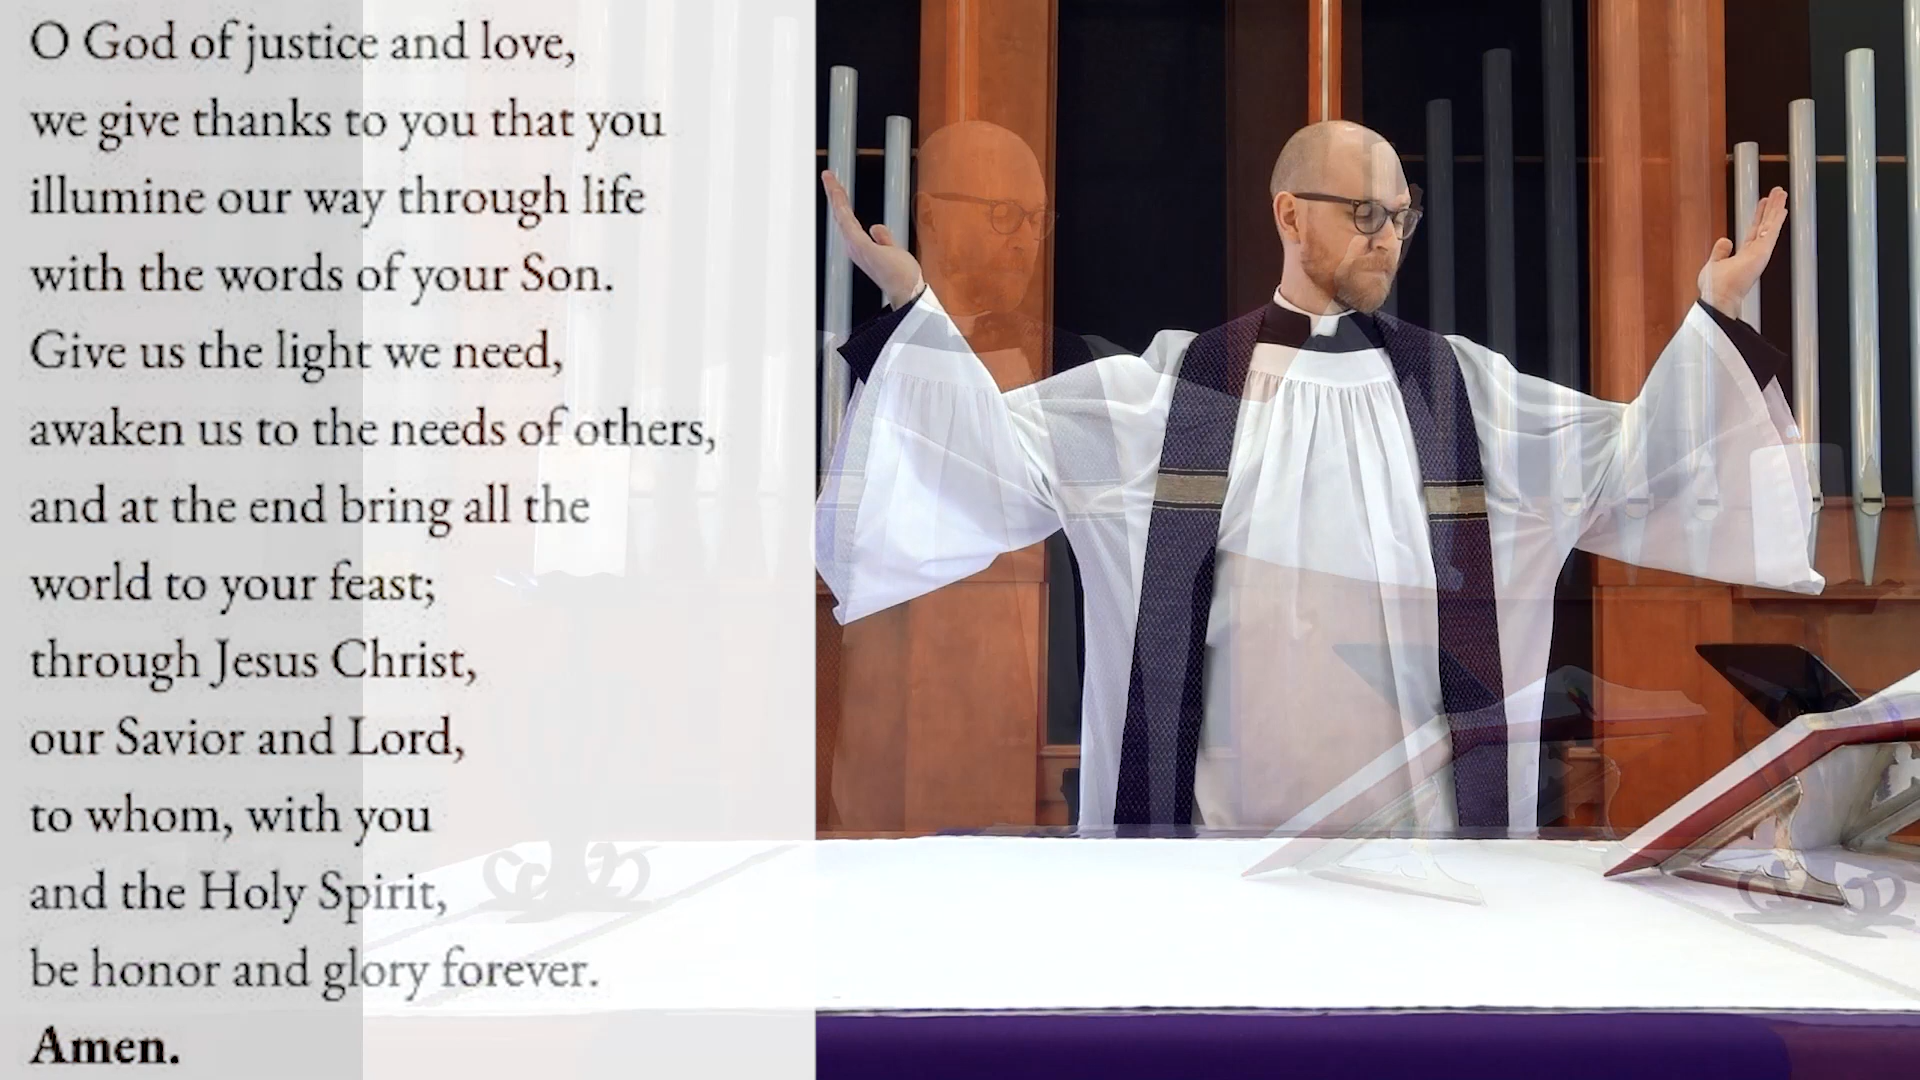 O God of justice and love,
we give thanks to you that you
illumine our way through life
with the words of your Son.
Give us the light we need,
awaken us to the needs of others,
and at the end bring all the
world to your feast;
through Jesus Christ,
our Savior and Lord,
to whom, with you
and the Holy Spirit,
be honor and glory forever.
Amen.